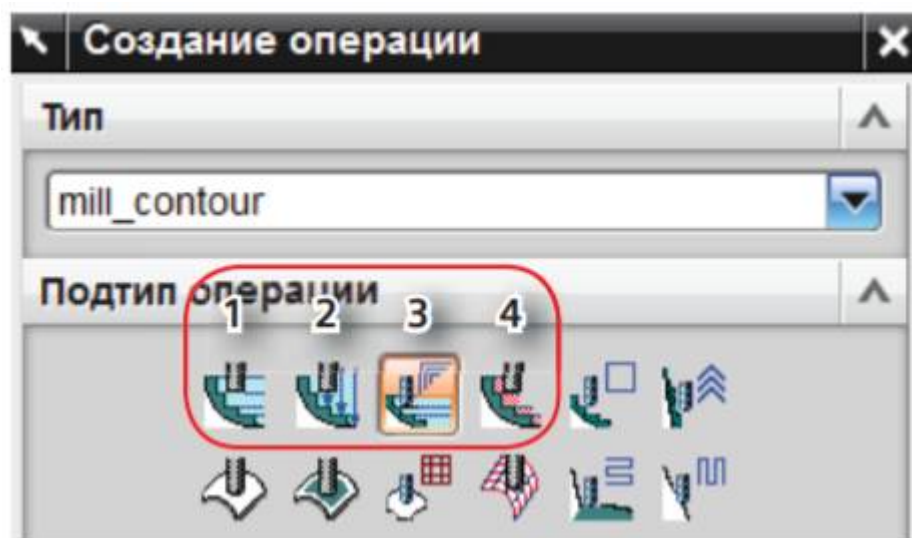 Создание операции
Тип
mill_contour
Подтип операции
1 2 3 4